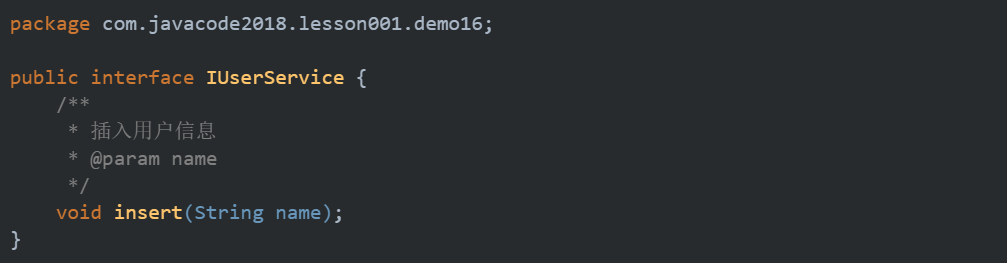 package com.javacode2018.lesson001.demo16;
public interface IUserService {
    /**
     * 插入用户信息
     * @param name
     */
    void insert(String name);
}